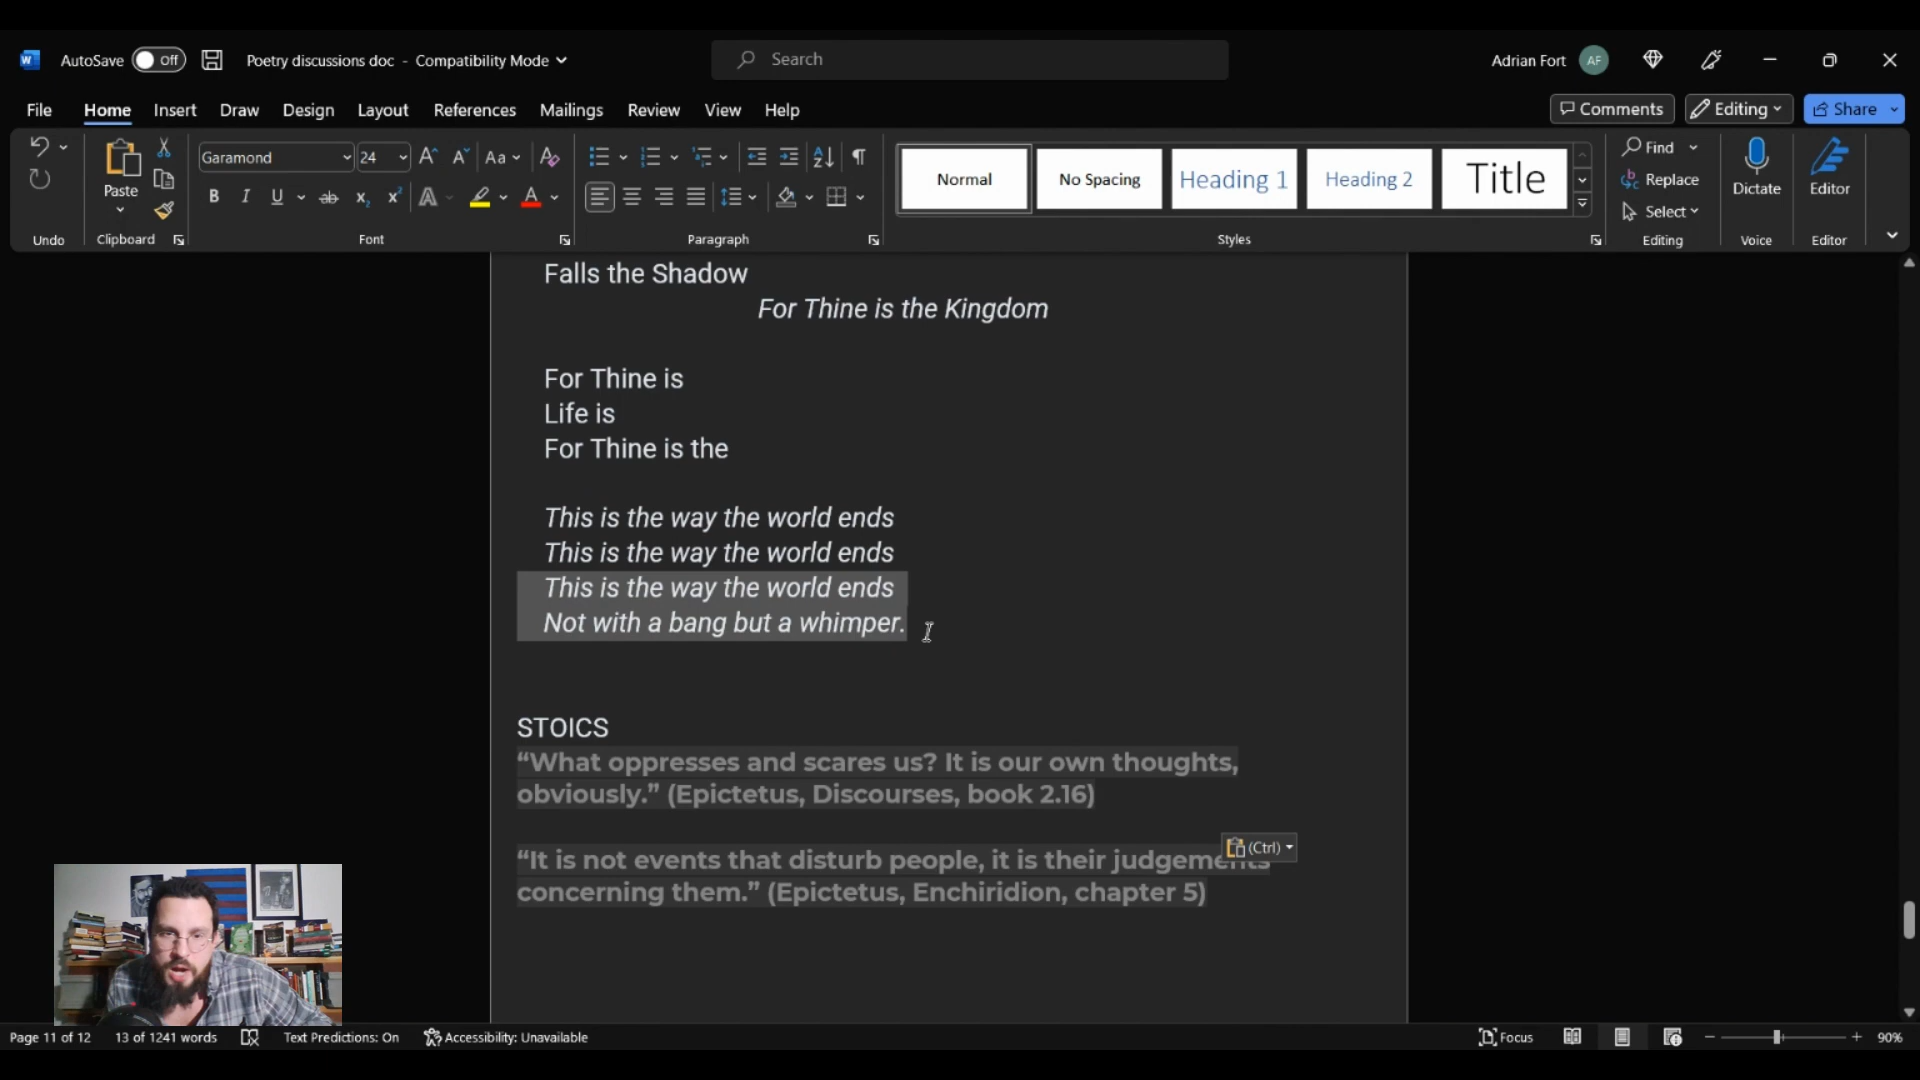 AutoSave Off Poetry discussions doc - Compatibility Mode Search Adrian Fort AF
File Home Insert Draw Design Layout References Mailings Review View Help Comments Editing Share
Garamond 24 Aa
Paste
B I U ab x₂ x² A A
Normal No Spacing Heading 1 Heading 2 Title
Find
Replace
Select
Dictate Editor
Undo Clipboard Font Paragraph Styles Editing Voice Editor
Falls the Shadow
For Thine is the Kingdom
For Thine is
Life is
For Thine is the
This is the way the world ends
This is the way the world ends
This is the way the world ends
Not with a bang but a whimper.
STOICS
“What oppresses and scares us? It is our own thoughts,
obviously.” (Epictetus, Discourses, book 2.16)
(Ctrl)
“It is not events that disturb people, it is their judgements
concerning them.” (Epictetus, Enchiridion, chapter 5)
Page 11 of 12 13 of 1241 words Text Predictions: On Accessibility: Unavailable Focus 90%